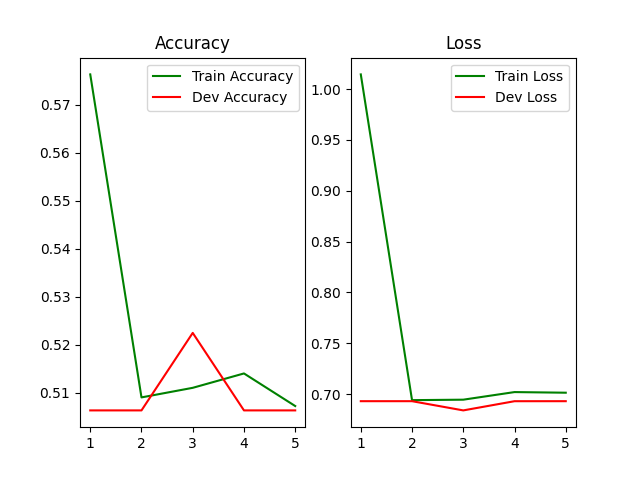 Accuracy
Train Accuracy
Dev Accuracy
0.57
0.56
0.55
0.54
0.53
0.52
0.51
1 2 3 4 5
Loss
Train Loss
Dev Loss
1.00
0.95
0.90
0.85
0.80
0.75
0.70
1 2 3 4 5